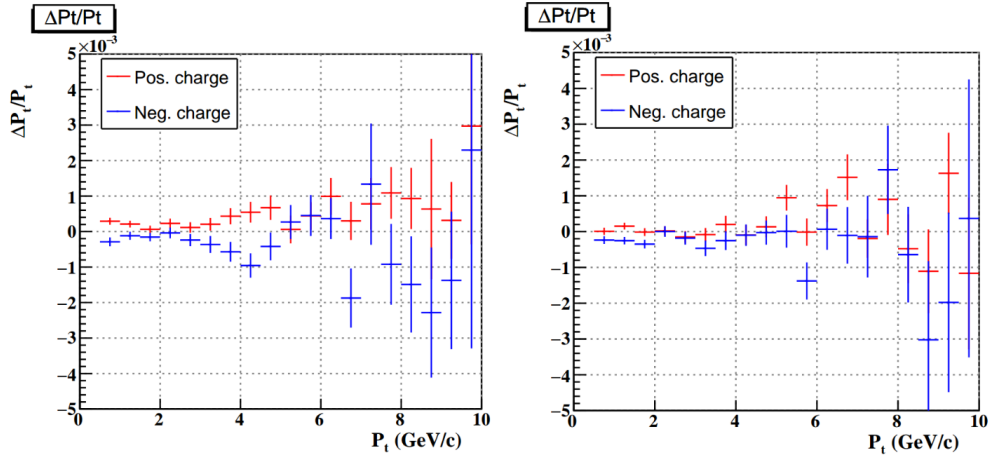 ΔPt/Pt
×10⁻³
ΔPₜ/Pₜ
5
4
3
2
1
0
−1
−2
−3
−4
−5
Pos. charge
Neg. charge
0 2 4 6 8 10
Pₜ (GeV/c)
ΔPt/Pt
×10⁻³
ΔPₜ/Pₜ
5
4
3
2
1
0
−1
−2
−3
−4
−5
Pos. charge
Neg. charge
0 2 4 6 8 10
Pₜ (GeV/c)